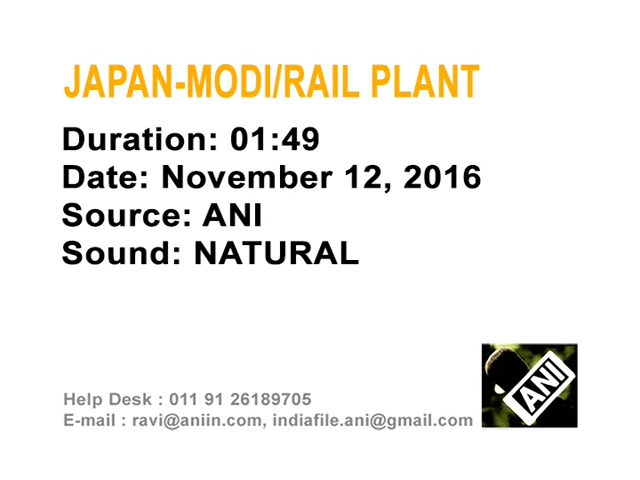 JAPAN-MODI/RAIL PLANT
Duration: 01:49
Date: November 12, 2016
Source: ANI
Sound: NATURAL
Help Desk : 011 91 26189705
E-mail : ravi@aniin.com, indiafile.ani@gmail.com
ANI